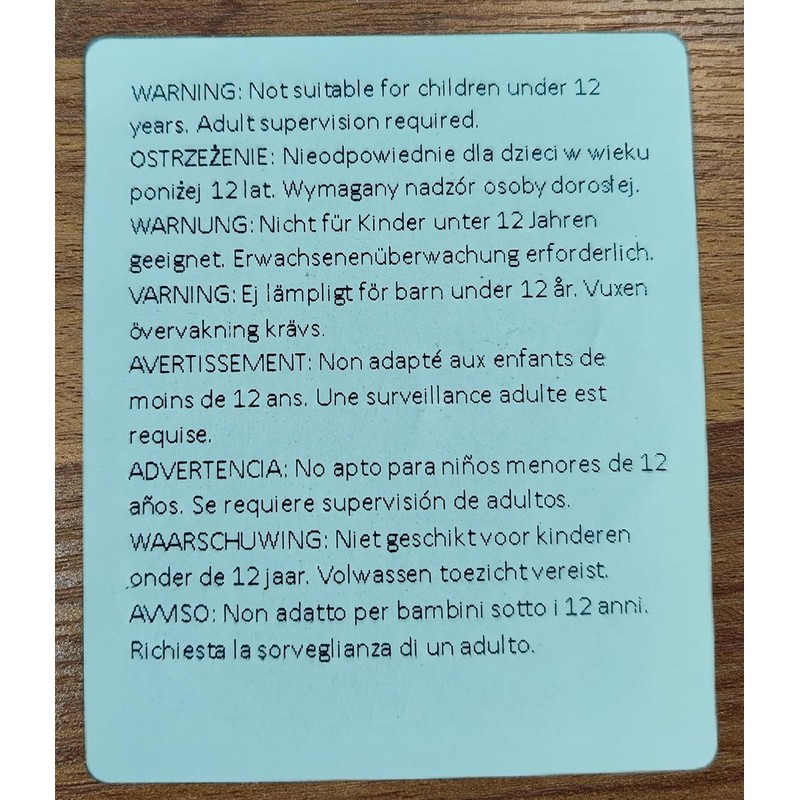 WARNING: Not suitable for children under 12
years. Adult supervision required.
OSTRZEŻENIE: Nieodpowiednie dla dzieci w wieku
poniżej 12 lat. Wymagany nadzór osoby dorosłej.
WARNUNG: Nicht für Kinder unter 12 Jahren
geeignet. Erwachsenenüberwachung erforderlich.
VARNING: Ej lämpligt för barn under 12 år. Vuxen
övervakning krävs.
AVERTISSEMENT: Non adapté aux enfants de
moins de 12 ans. Une surveillance adulte est
requise.
ADVERTENCIA: No apto para niños menores de 12
años. Se requiere supervisión de adultos.
WAARSCHUWING: Niet geschikt voor kinderen
onder de 12 jaar. Volwassen toezicht vereist.
AVVISO: Non adatto per bambini sotto i 12 anni.
Richiesta la sorveglianza di un adulto.